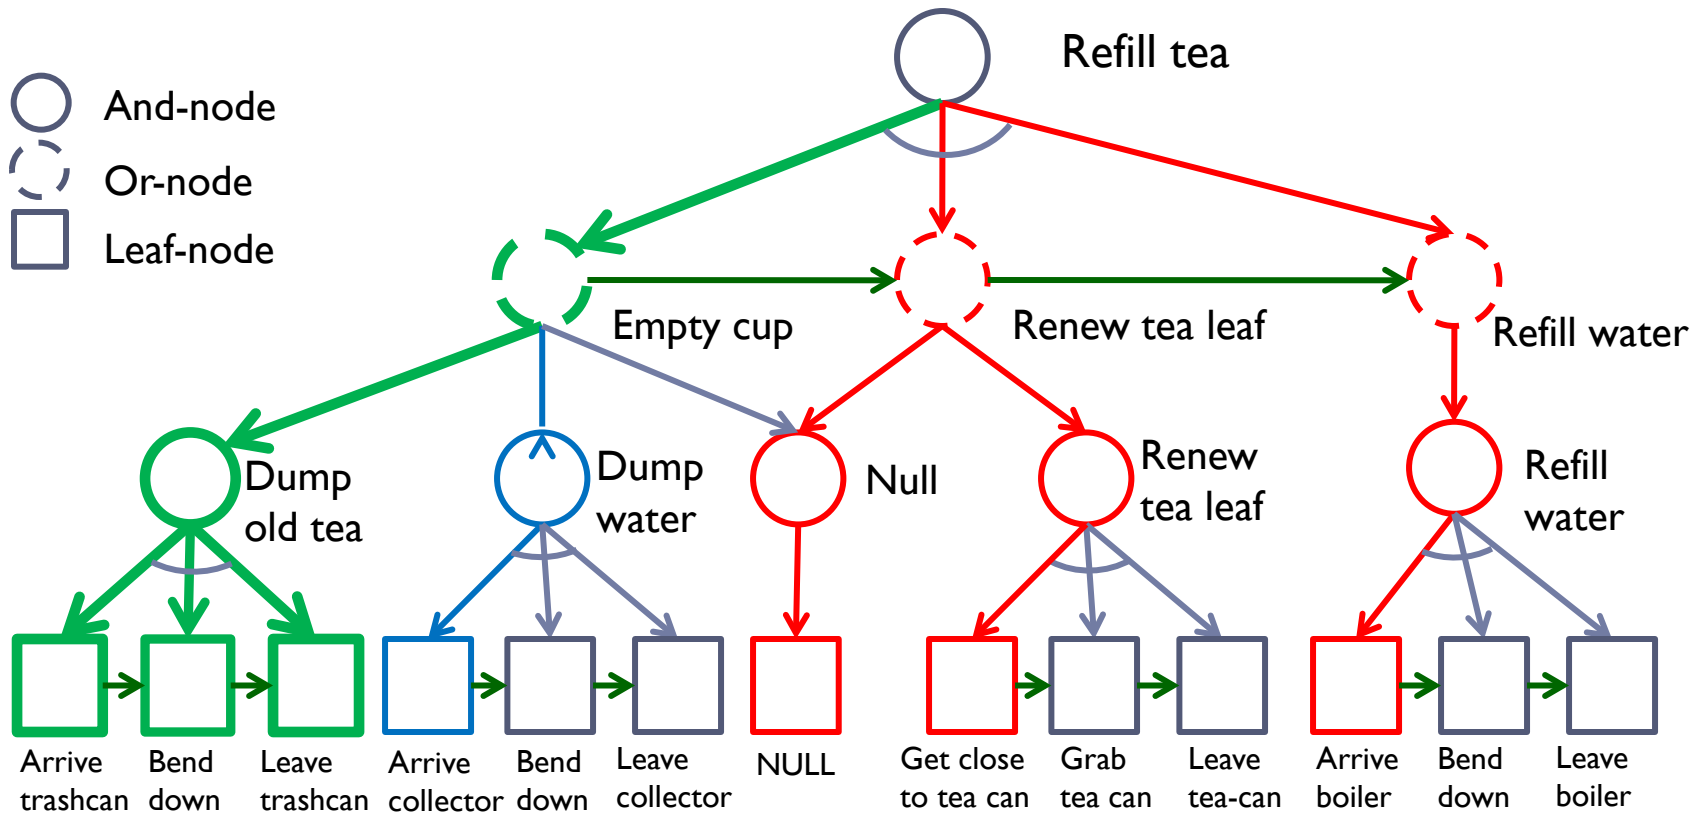 Refill tea
And-node
Or-node
Leaf-node
Empty cup
Renew tea leaf
Refill water
Dump
old tea
Dump
water
Null
Renew
tea leaf
Refill
water
Arrive
trashcan
Bend
down
Leave
trashcan
Arrive
collector
Bend
down
Leave
collector
NULL
Get close
to tea can
Grab
tea can
Leave
tea-can
Arrive
boiler
Bend
down
Leave
boiler